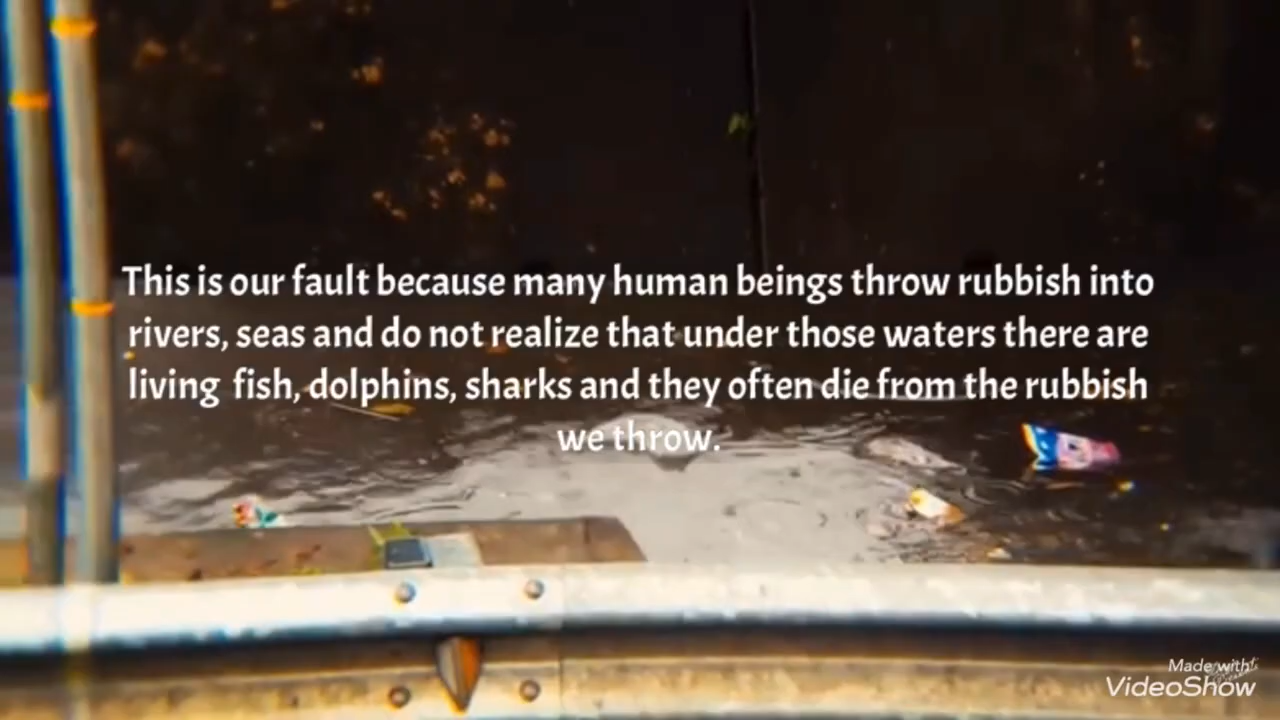 This is our fault because many human beings throw rubbish into
rivers, seas and do not realize that under those waters there are
living  fish, dolphins, sharks and they often die from the rubbish
we throw.
Made with
VideoShow